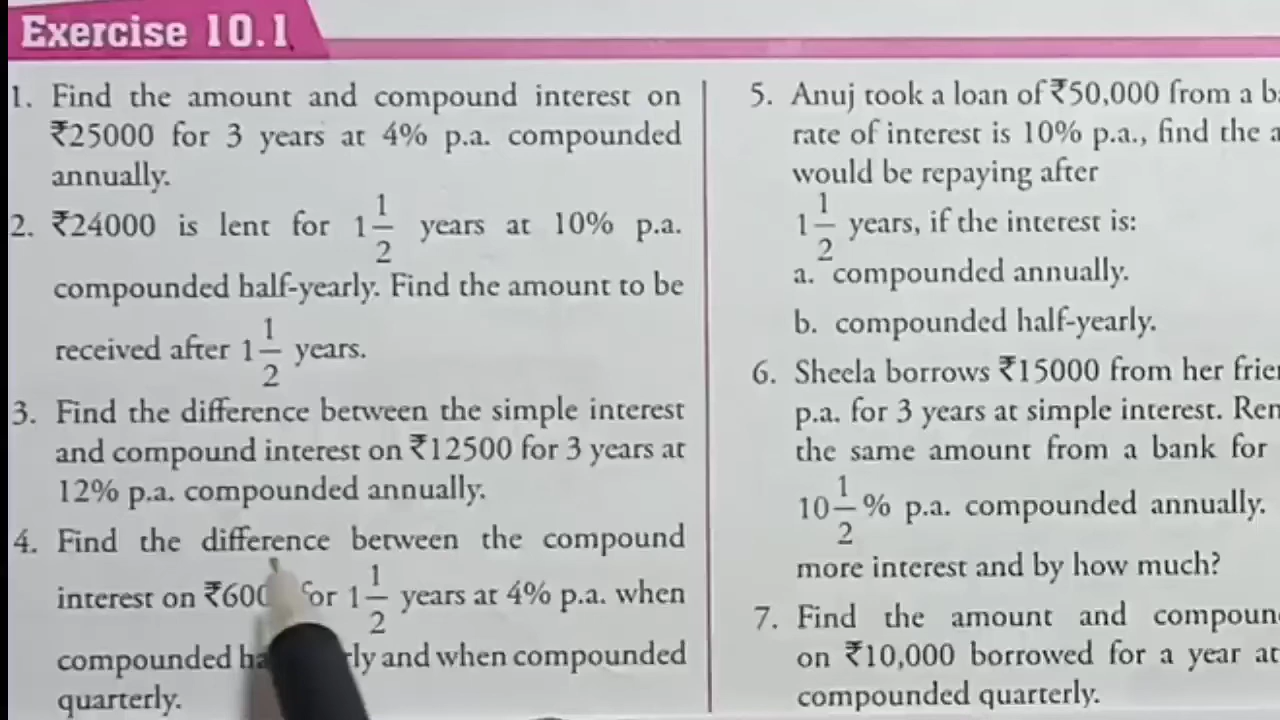 Exercise 10.1
1. Find the amount and compound interest on
₹25000 for 3 years at 4% p.a. compounded
annually.
2. ₹24000 is lent for 1 1/2 years at 10% p.a.
compounded half-yearly. Find the amount to be
received after 1 1/2 years.
3. Find the difference between the simple interest
and compound interest on ₹12500 for 3 years at
12% p.a. compounded annually.
4. Find the difference between the compound
interest on for 1 1/2 years at 4% p.a. when
compounded and when compounded
quarterly.
5. Anuj took a loan of ₹50,000 from a
rate of interest is 10% p.a., find the
would be repaying after
1 1/2 years, if the interest is:
a. compounded annually.
b. compounded half-yearly.
6. Sheela borrows ₹15000 from her
p.a. for 3 years at simple interest.
the same amount from a bank for
10 1/2 % p.a. compounded annually.
more interest and by how much?
7. Find the amount and
on ₹10,000 borrowed for a year at
compounded quarterly.